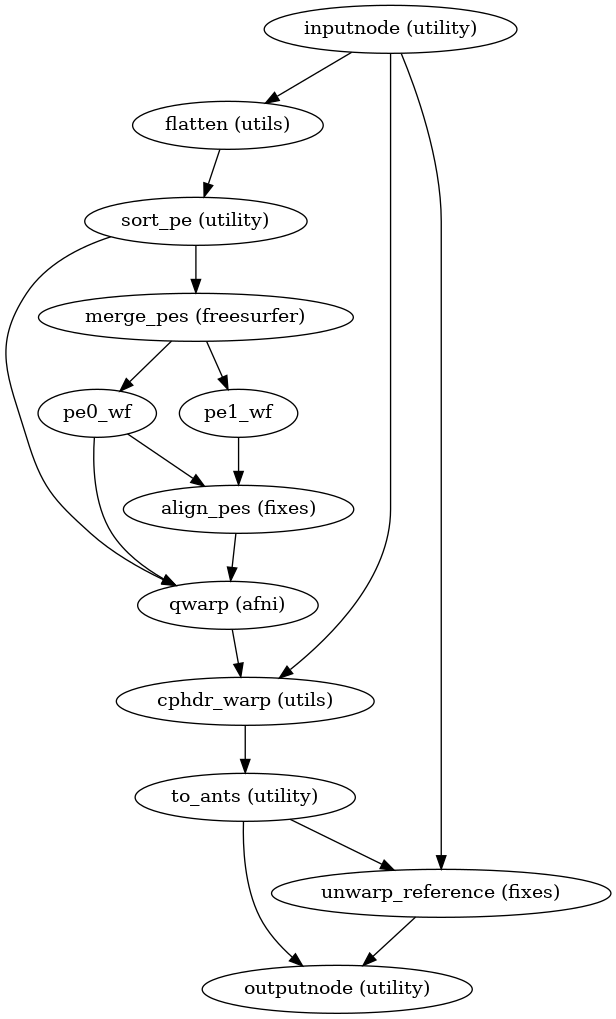 inputnode (utility)
flatten (utils)
sort_pe (utility)
merge_pes (freesurfer)
pe0_wf
pe1_wf
align_pes (fixes)
qwarp (afni)
cphdr_warp (utils)
to_ants (utility)
unwarp_reference (fixes)
outputnode (utility)